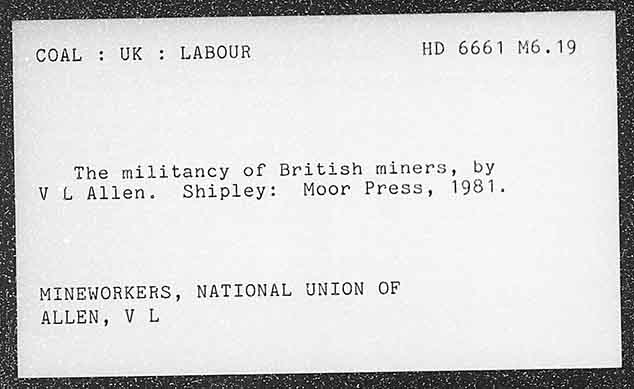 COAL : UK : LABOUR HD 6661 M6.19
The militancy of British miners, by
V L Allen. Shipley: Moor Press, 1981.
MINEWORKERS, NATIONAL UNION OF
ALLEN, V L